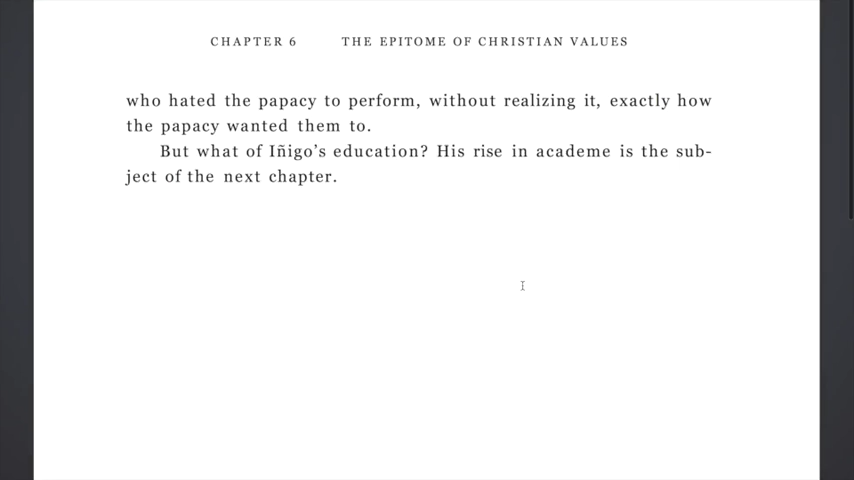 CHAPTER 6 THE EPITOME OF CHRISTIAN VALUES
who hated the papacy to perform, without realizing it, exactly how
the papacy wanted them to.
But what of Iñigo’s education? His rise in academe is the sub-
ject of the next chapter.